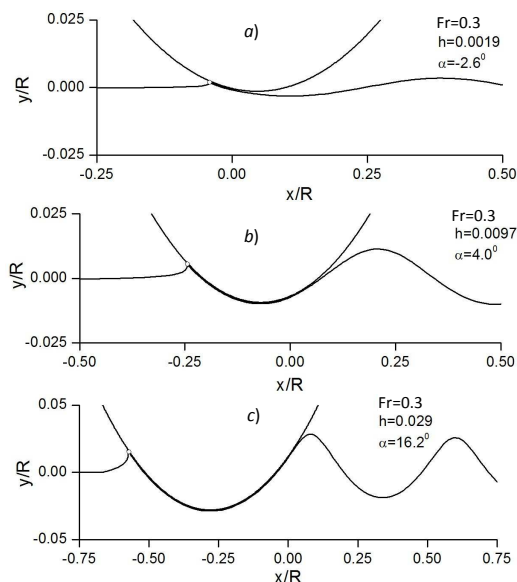 a)
Fr=0.3
h=0.0019
α=-2.6⁰
0.025
0.000
-0.025
y/R
-0.25
0.00
0.25
0.50
x/R
b)
Fr=0.3
h=0.0097
α=4.0⁰
0.025
0.000
-0.025
y/R
-0.50
-0.25
0.00
0.25
0.50
x/R
c)
Fr=0.3
h=0.029
α=16.2⁰
0.05
0.00
-0.05
y/R
-0.75
-0.50
-0.25
0.00
0.25
0.50
0.75
x/R